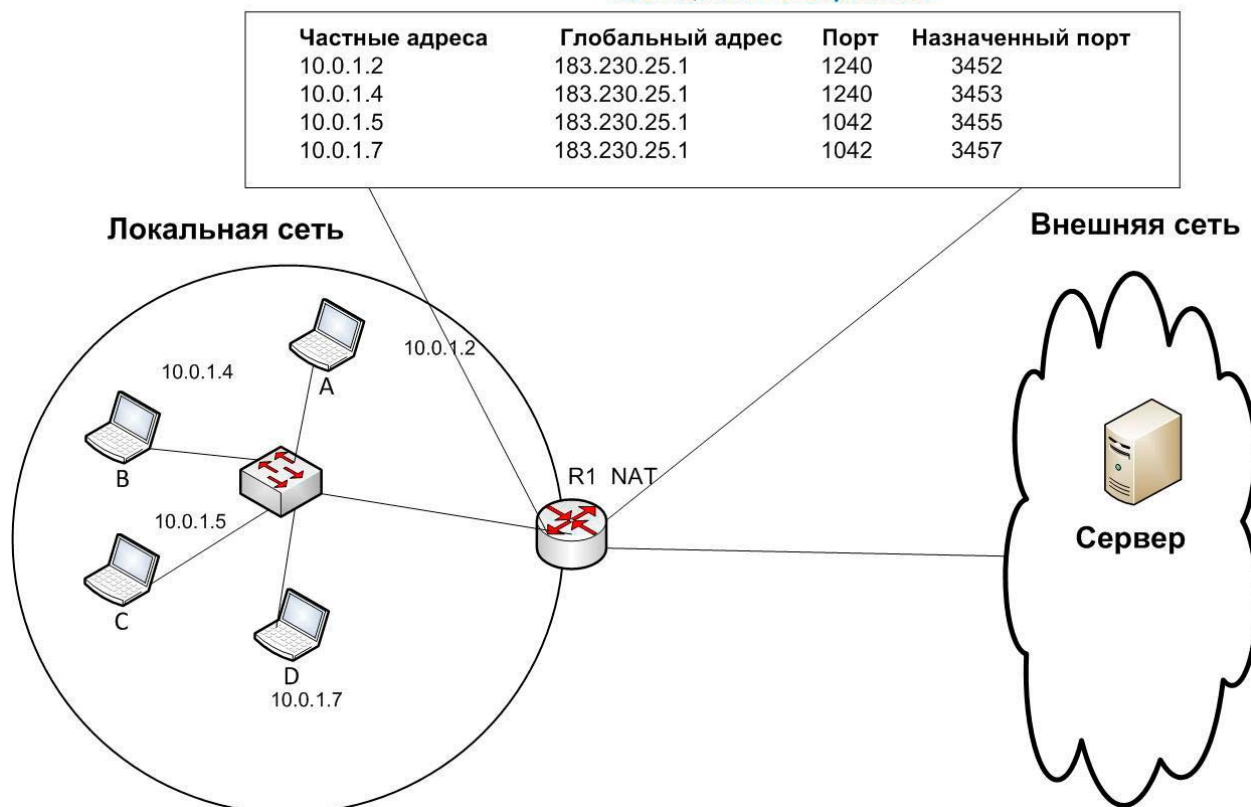 Частные адреса Глобальный адрес Порт Назначенный порт
10.0.1.2 183.230.25.1 1240 3452
10.0.1.4 183.230.25.1 1240 3453
10.0.1.5 183.230.25.1 1042 3455
10.0.1.7 183.230.25.1 1042 3457
Локальная сеть
Внешняя сеть
10.0.1.2
10.0.1.4
A
B
R1 NAT
10.0.1.5
Сервер
C
D
10.0.1.7